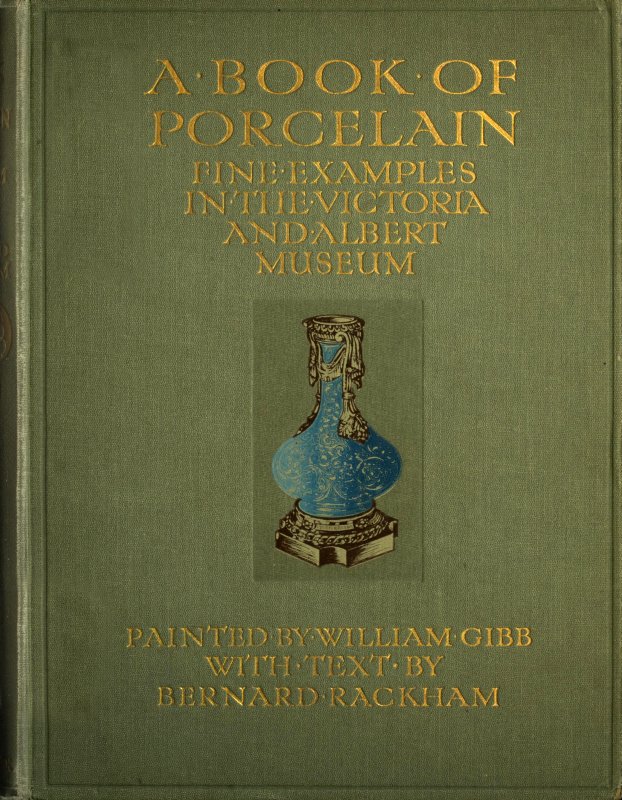 A·BOOK·OF
PORCELAIN
FINE·EXAMPLES
IN·THE·VICTORIA
AND·ALBERT
MUSEUM
PAINTED·BY·WILLIAM·GIBB
WITH·TEXT·BY
BERNARD·RACKHAM